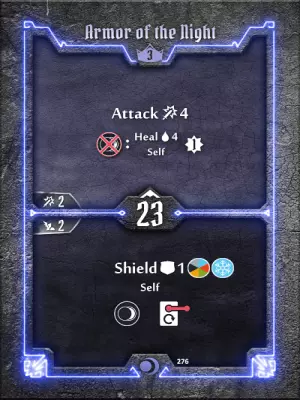 Armor of the Night
3
Attack 4
: Heal 4
Self
1
2
23
2
Shield 1
Self
276